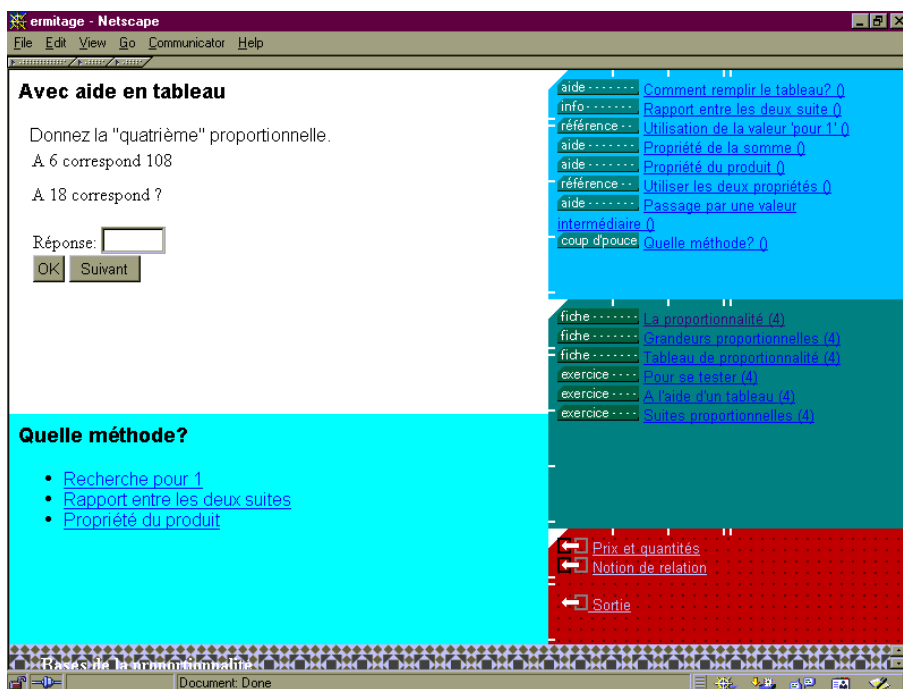 ermitage - Netscape
File Edit View Go Communicator Help
Avec aide en tableau
Donnez la "quatrième" proportionnelle.
A 6 correspond 108
A 18 correspond ?
Réponse:
OK Suivant
Quelle méthode?
• Recherche pour 1
• Rapport entre les deux suites
• Propriété du produit
aide Comment remplir le tableau? ()
info Rapport entre les deux suite ()
référence Utilisation de la valeur 'pour 1' ()
aide Propriété de la somme ()
aide Propriété du produit ()
référence Utiliser les deux propriétés ()
aide Passage par une valeur
intermédiaire ()
coup d'pouce Quelle méthode? ()
fiche La proportionnalité (4)
fiche Grandeurs proportionnelles (4)
fiche Tableau de proportionnalité (4)
exercice Pour se tester (4)
exercice A l'aide d'un tableau (4)
exercice Suites proportionnelles (4)
Prix et quantités
Notion de relation
Sortie
Bases de la proportionnalité
Document: Done